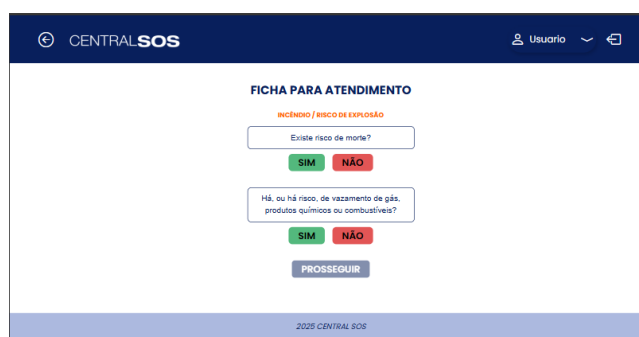 CENTRALSOS
Usuario
FICHA PARA ATENDIMENTO
INCÊNDIO / RISCO DE EXPLOSÃO
Existe risco de morte?
SIM NÃO
Há, ou há risco, de vazamento de gás,
produtos químicos ou combustíveis?
SIM NÃO
PROSSEGUIR
2025 CENTRAL SOS